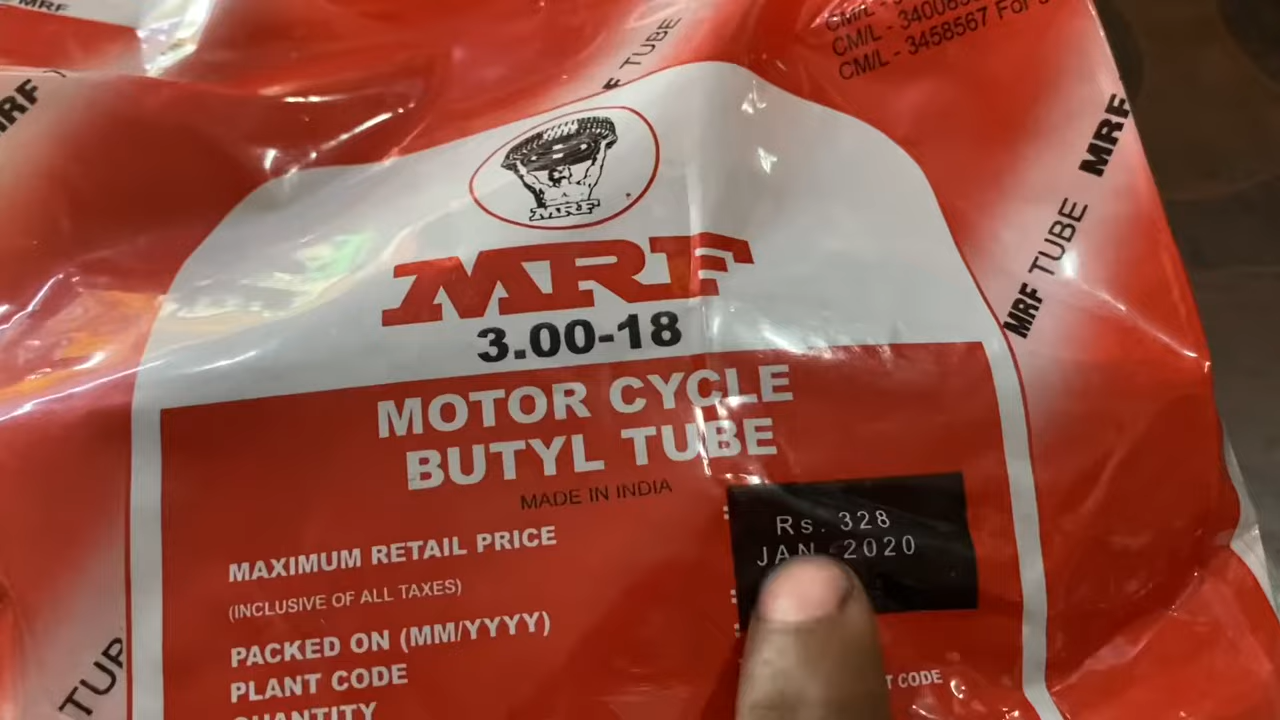 MRF
CM/L - 3458567 For
MRF TUBE MRF
MRF
TUBE
MRF
MRF
3.00-18
MOTOR CYCLE
BUTYL TUBE
MADE IN INDIA
MAXIMUM RETAIL PRICE : Rs. 328
(INCLUSIVE OF ALL TAXES)
JAN 2020
PACKED ON (MM/YYYY) :
PLANT CODE :
QUANTITY
CODE